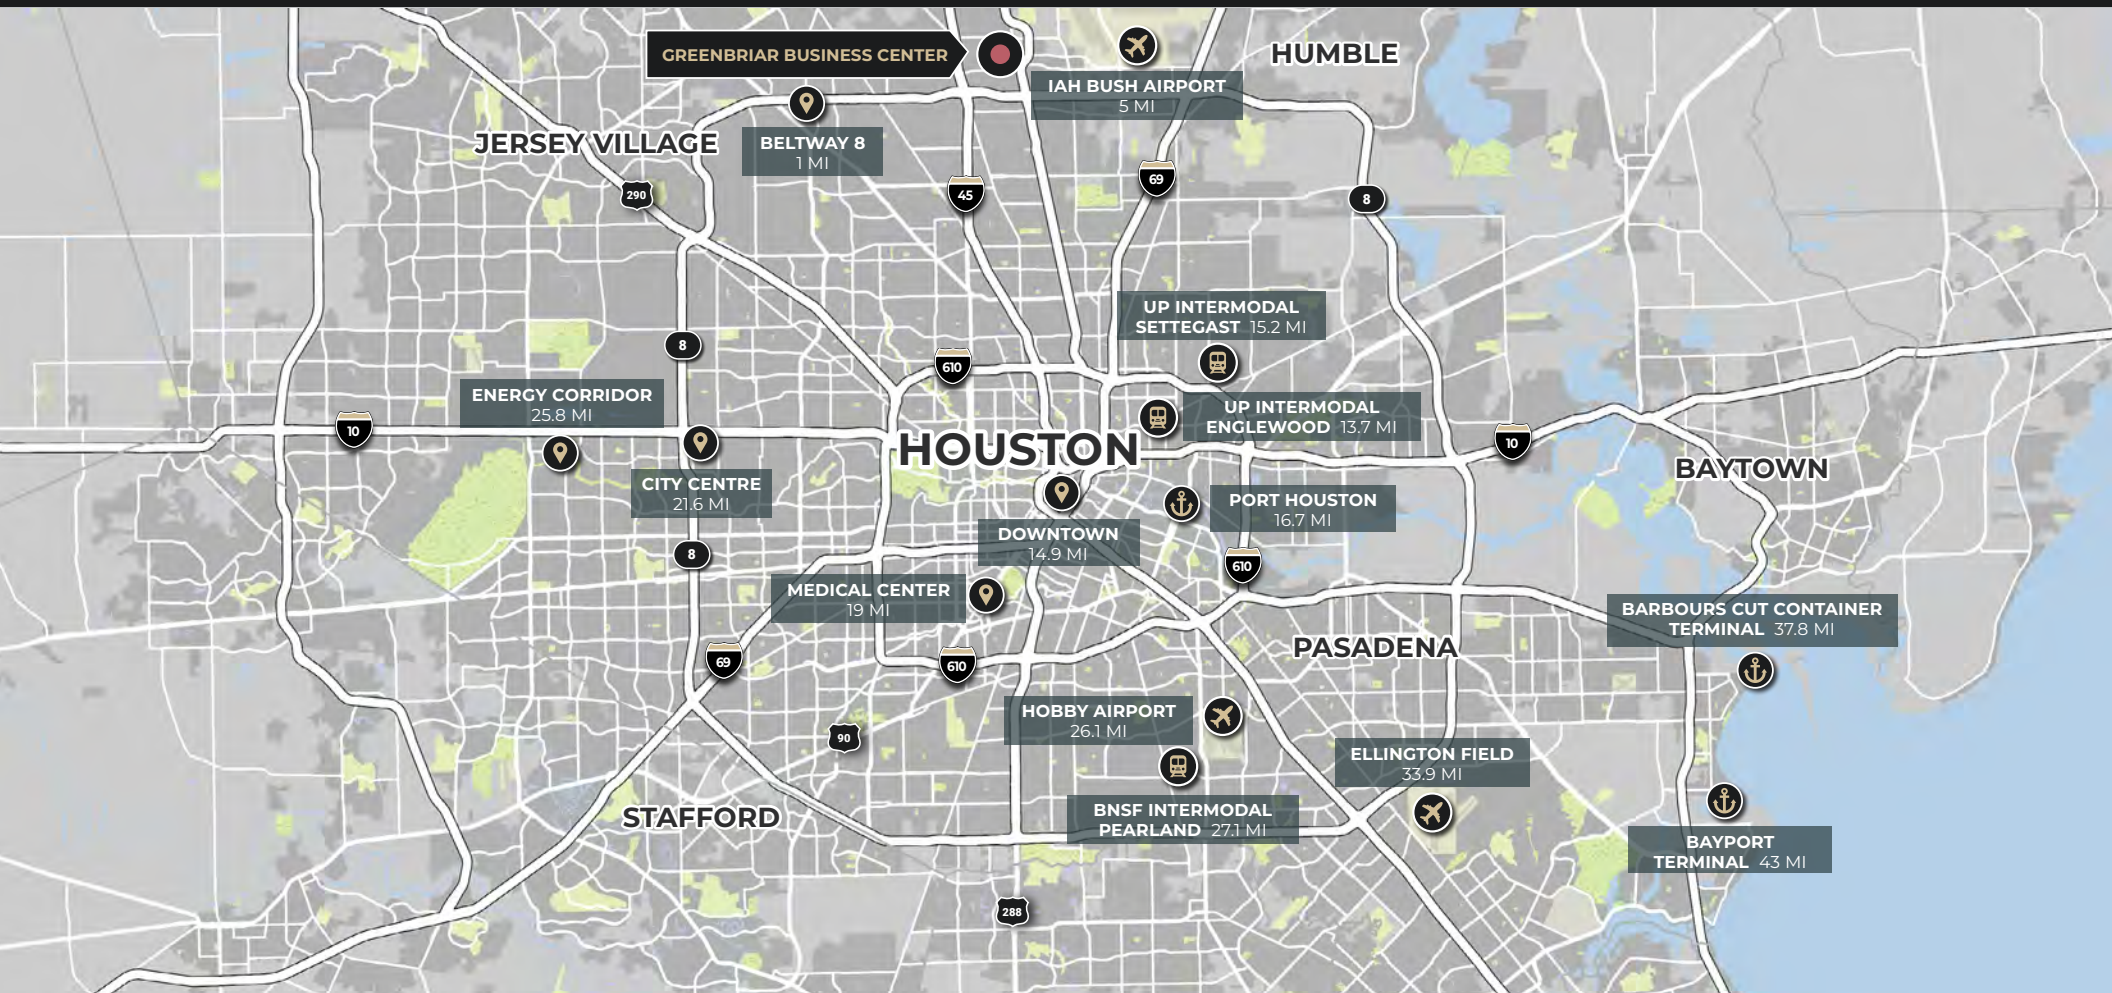 GREENBRIAR BUSINESS CENTER
HUMBLE
IAH BUSH AIRPORT
5 MI
JERSEY VILLAGE
BELTWAY 8
1 MI
290
45
69
8
UP INTERMODAL
SETTEGAST 15.2 MI
8
610
ENERGY CORRIDOR
25.8 MI
UP INTERMODAL
ENGLEWOOD 13.7 MI
10
HOUSTON
10
BAYTOWN
CITY CENTRE
21.6 MI
PORT HOUSTON
16.7 MI
DOWNTOWN
14.9 MI
8
610
MEDICAL CENTER
19 MI
BARBOURS CUT CONTAINER
TERMINAL 37.8 MI
PASADENA
69
610
HOBBY AIRPORT
26.1 MI
90
ELLINGTON FIELD
33.9 MI
STAFFORD
BNSF INTERMODAL
PEARLAND 27.1 MI
BAYPORT
TERMINAL 43 MI
288